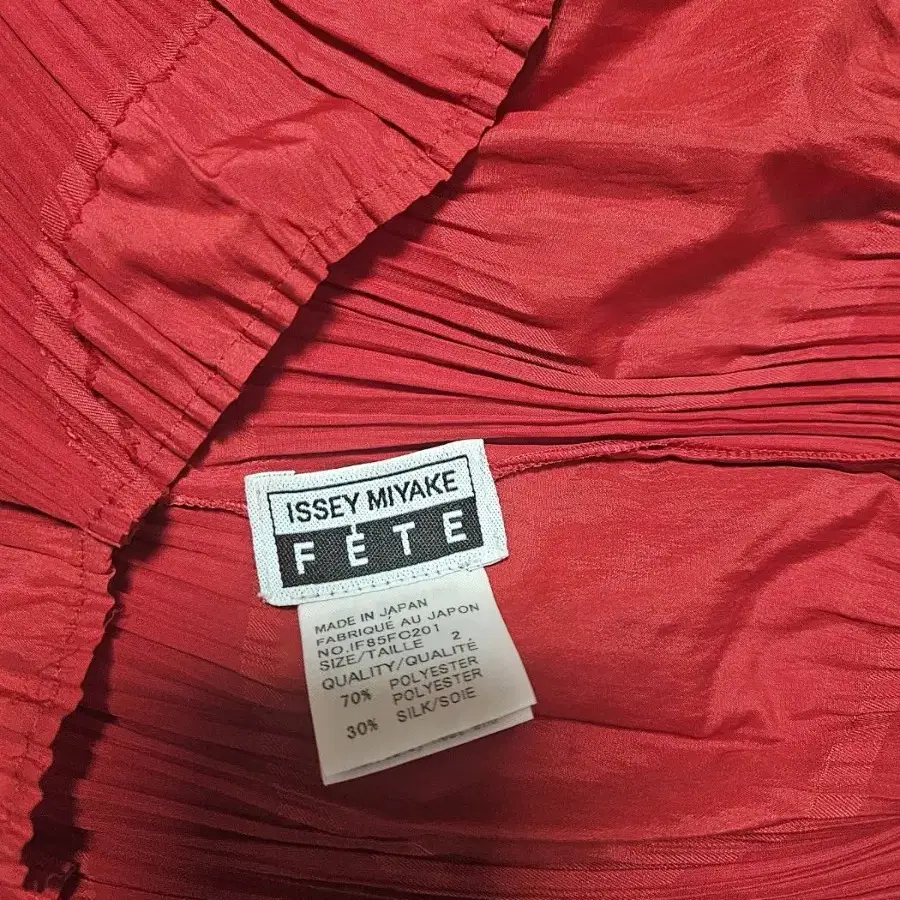 ISSEY MIYAKE
FÊTE
MADE IN JAPAN
FABRIQUÉ AU JAPON
NO.IF85FC201
SIZE/TAILLE 2
QUALITY/QUALITÉ
70% POLYESTER
POLYESTER
30% SILK/SOIE